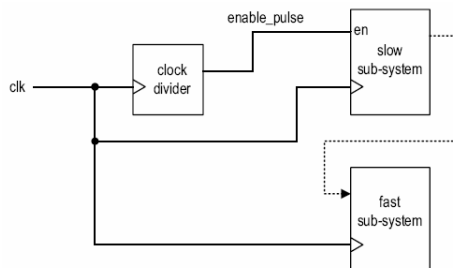 enable_pulse
en
slow
sub-system
clock
divider
clk
fast
sub-system